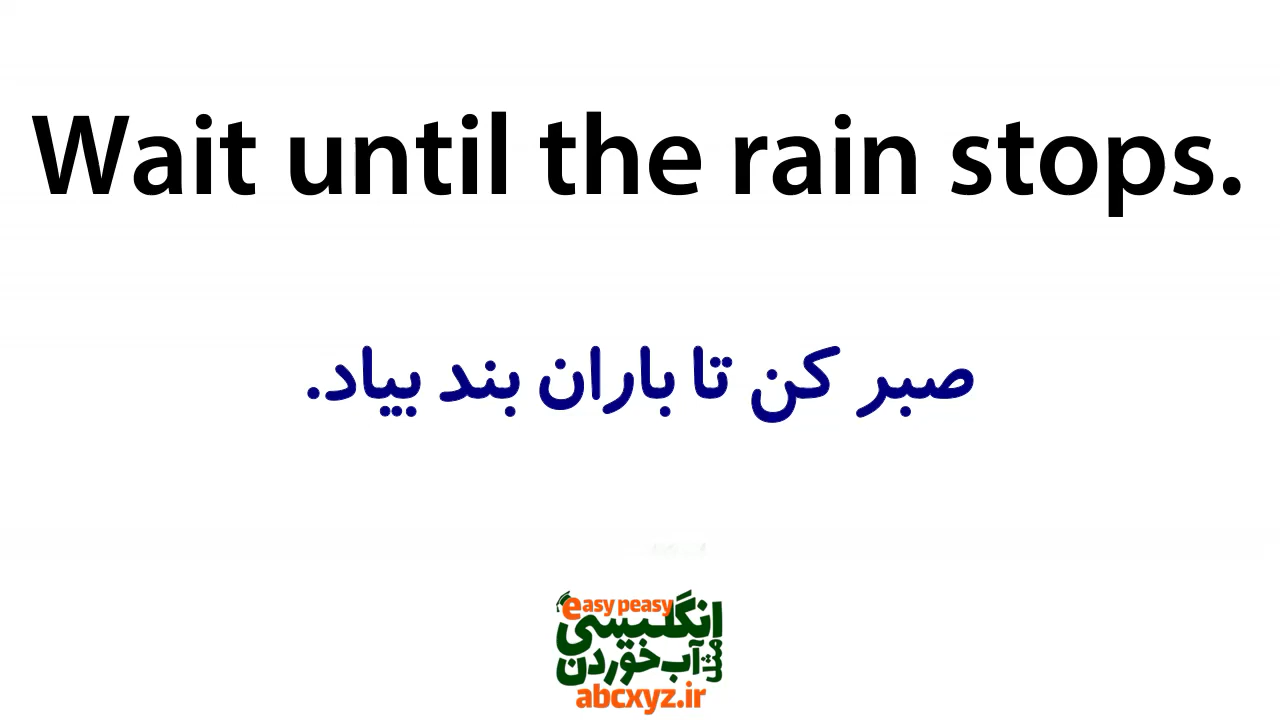 Wait until the rain stops.
صبر کن تا باران بند بیاد.
easy peasy
انگلیسی
مثل آب خوردن
abcxyz.ir